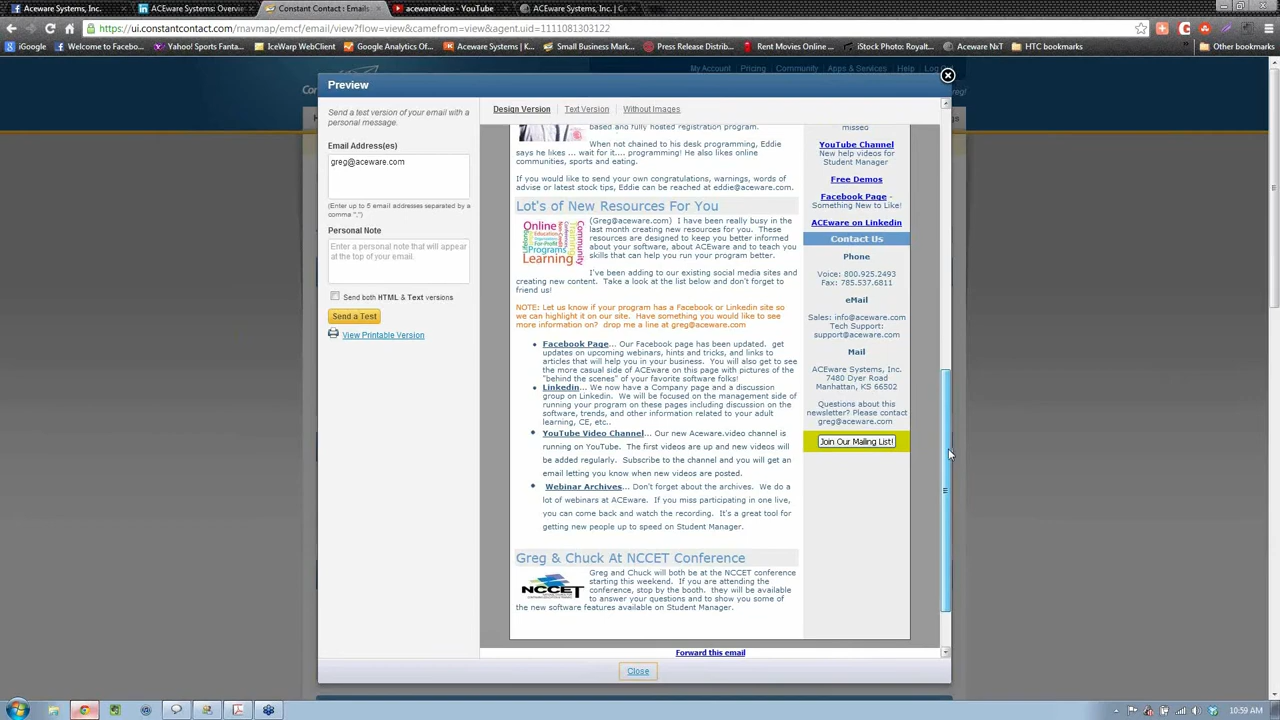 Aceware Systems, Inc.
ACEware Systems: Overvie
Constant Contact : Emails
acewarevideo - YouTube
ACEware Systems, Inc. | Co
https://ui.constantcontact.com/rnavmap/emcf/email/view?flow=view&camefrom=view&agent.uid=1111081303122
iGoogle
Welcome to Faceboo...
Yahoo! Sports Fanta...
IceWarp WebClient
Google Analytics Of...
Aceware Systems | K...
Small Business Mark...
Press Release Distrib...
Rent Movies Online ...
iStock Photo: Royalt...
Aceware NxT
HTC bookmarks
Other bookmarks
My Account
Pricing
Community
Apps & Services
Help
Log
Preview
Send a test version of your email with a
personal message.
Email Address(es)
greg@aceware.com
(Enter up to 5 email addresses separated by a
comma ",")
Personal Note
Enter a personal note that will appear
at the top of your email.
Send both HTML & Text versions
Send a Test
View Printable Version
Design Version
Text Version
Without Images
based and fully hosted registration program.
When not chained to his desk programming, Eddie
says he likes ... wait for it.... programming! He also likes online
communities, sports and eating.
If you would like to send your own congratulations, warnings, words of
advise or latest stock tips, Eddie can be reached at eddie@aceware.com.
Lot's of New Resources For You
Online
Programs
Learning
Community
(Greg@aceware.com) I have been really busy in the
last month creating new resources for you. These
resources are designed to keep you better informed
about your software, about ACEware and to teach you
skills that can help you run your program better.
I've been adding to our existing social media sites and
creating new content. Take a look at the list below and don't forget to
friend us!
NOTE: Let us know if your program has a Facebook or Linkedin site so
we can highlight it on our site. Have something you would like to see
more information on? drop me a line at greg@aceware.com
• Facebook Page... Our Facebook page has been updated. get
updates on upcoming webinars, hints and tricks, and links to
articles that will help you in your business. You will also get to see
the more casual side of ACEware on this page with pictures of the
"behind the scenes" of your favorite software folks!
• Linkedin... We now have a Company page and a discussion
group on Linkedin. We will be focused on the management side of
running your program on these pages including discussion on the
software, trends, and other information related to your adult
learning, CE, etc..
• YouTube Video Channel... Our new Aceware.video channel is
running on YouTube. The first videos are up and new videos will
be added regularly. Subscribe to the channel and you will get an
email letting you know when new videos are posted.
• Webinar Archives... Don't forget about the archives. We do a
lot of webinars at ACEware. If you miss participating in one live,
you can come back and watch the recording. It's a great tool for
getting new people up to speed on Student Manager.
Greg & Chuck At NCCET Conference
NCCET
Greg and Chuck will both be at the NCCET conference
starting this weekend. If you are attending the
conference, stop by the booth. they will be available
to answer your questions and to show you some of
the new software features available on Student Manager.
missed
YouTube Channel
New help videos for
Student Manager
Free Demos
Facebook Page -
Something New to Like!
ACEware on Linkedin
Contact Us
Phone
Voice: 800.925.2493
Fax: 785.537.6811
eMail
Sales: info@aceware.com
Tech Support:
support@aceware.com
Mail
ACEware Systems, Inc.
7480 Dyer Road
Manhattan, KS 66502
Questions about this
newsletter? Please contact
greg@aceware.com
Join Our Mailing List!
Forward this email
Close
10:59 AM